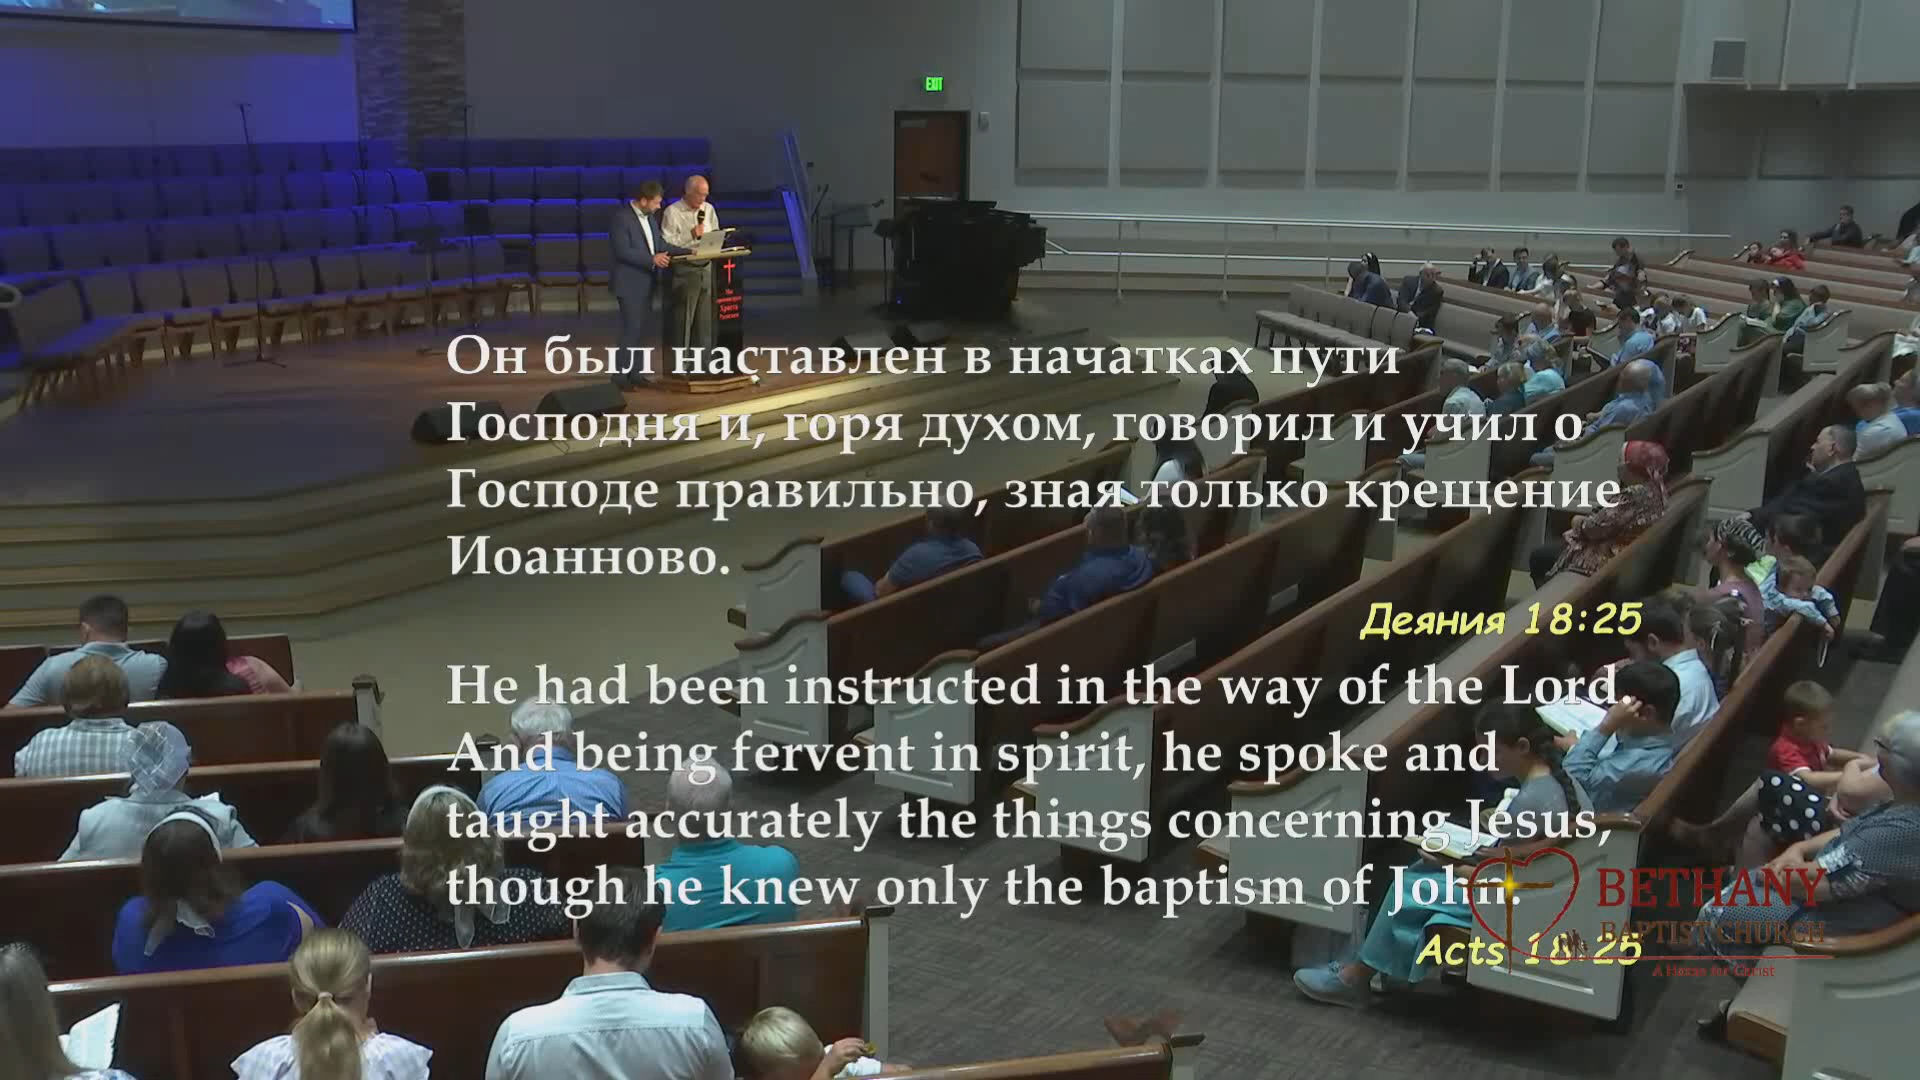 EXIT
Христа
Он был наставлен в начатках пути
Господня и, горя духом, говорил и учил о
Господе правильно, зная только крещение
Иоанново.
Деяния 18:25
He had been instructed in the way of the Lord.
And being fervent in spirit, he spoke and
taught accurately the things concerning Jesus,
though he knew only the baptism of John.
Acts 18:25
BETHANY
BAPTIST CHURCH
A House for Christ